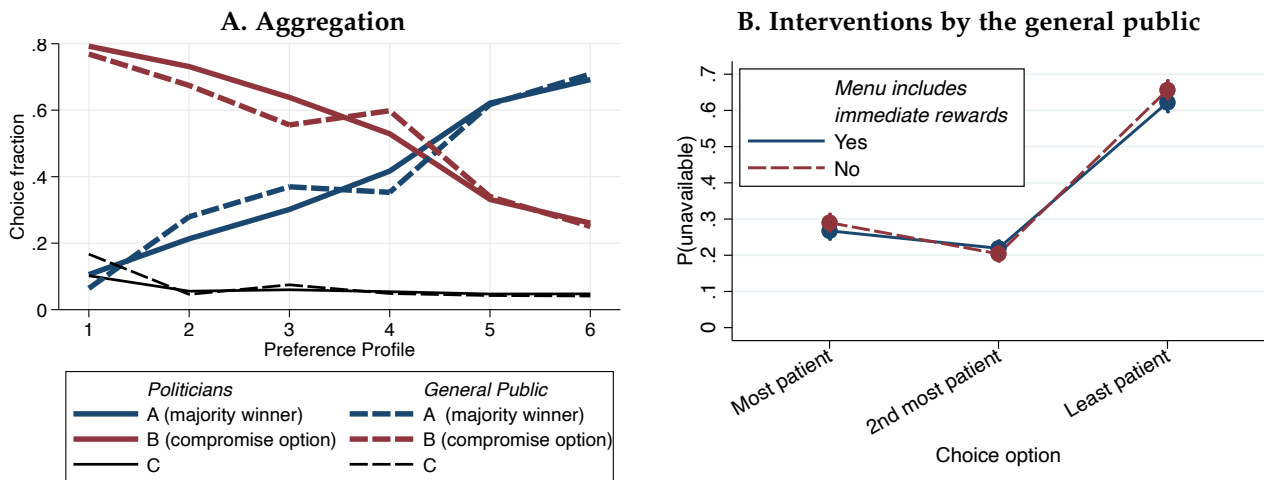 A. Aggregation
.8
.6
.4
.2
0
Choice fraction
1 2 3 4 5 6
Preference Profile
Politicians
General Public
A (majority winner)
A (majority winner)
B (compromise option)
B (compromise option)
C
C
B. Interventions by the general public
.7
.6
.5
.4
.3
.2
.1
0
P(unavailable)
Menu includes
immediate rewards
Yes
No
Most patient
2nd most patient
Least patient
Choice option